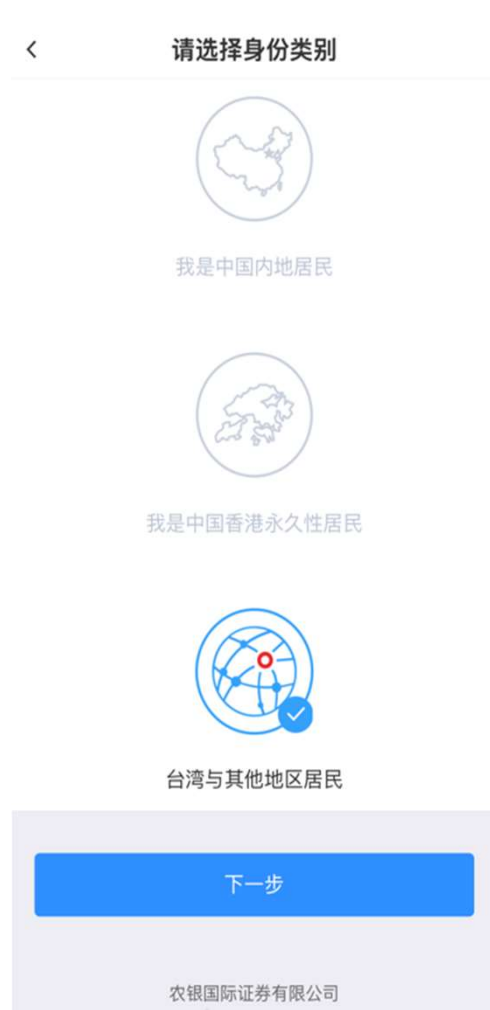 请选择身份类别
我是中国内地居民
我是中国香港永久性居民
台湾与其他地区居民
下一步
农银国际证券有限公司